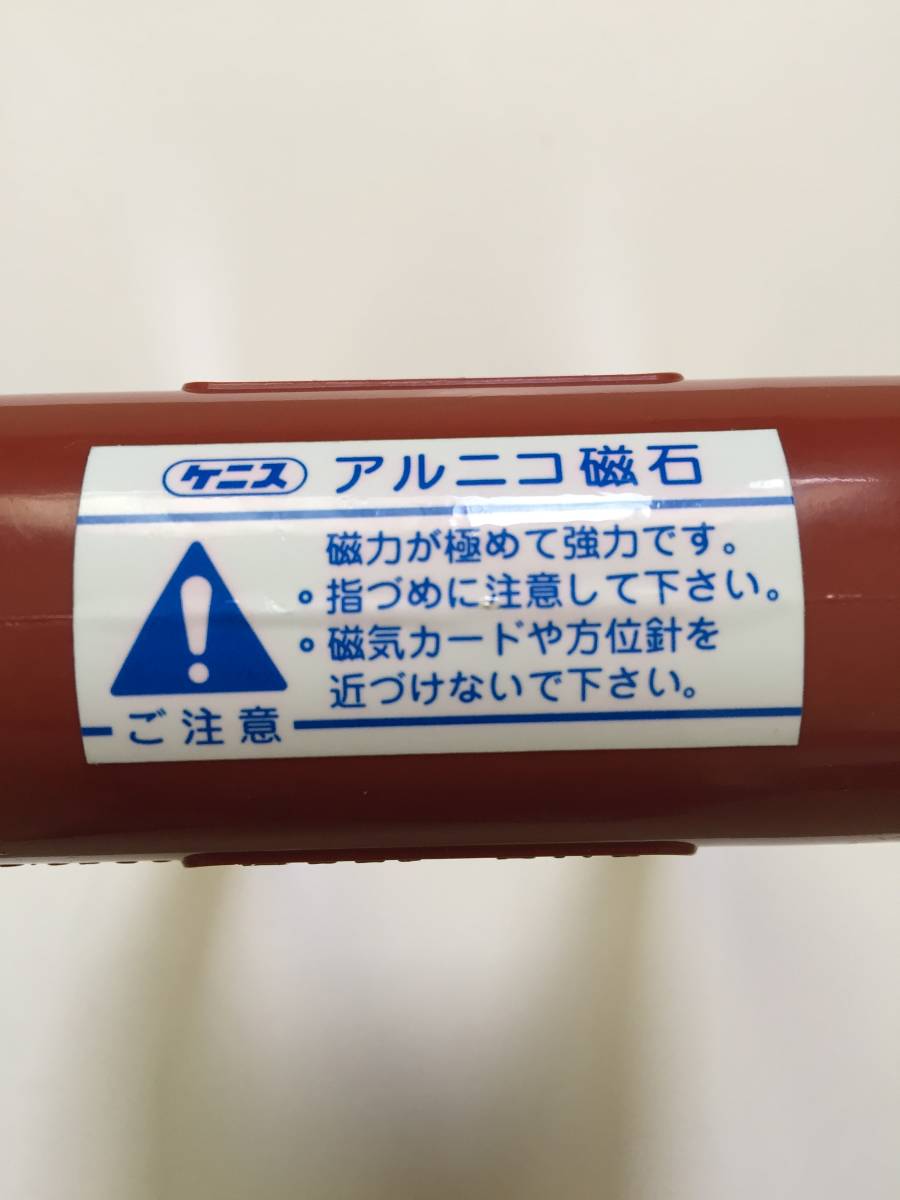 ケニス アルニコ磁石
磁力が極めて強力です。
・指づめに注意して下さい。
・磁気カードや方位針を
近づけないで下さい。
ご注意